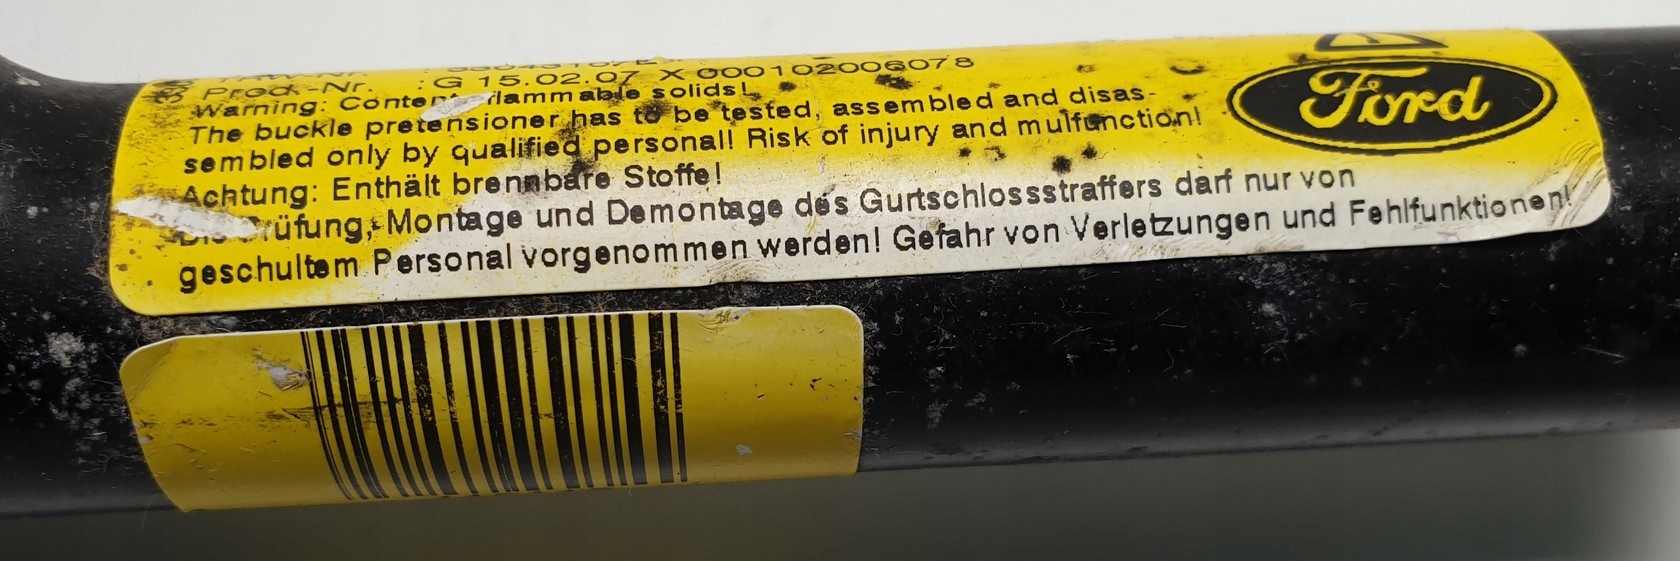 Prod.-Nr. : G 15.02.07 X 000102006078
Warning: flammable solids!
The buckle pretensioner has to be tested, assembled and disas-
sembled only by qualified personal! Risk of injury and mulfunction!
Achtung: Enthält brennbare Stoffe!
Montage und Demontage des Gurtschlossstraffers darf nur von
geschultem Personal vorgenommen werden! Gefahr von Verletzungen und Fehlfunktionen!
Ford